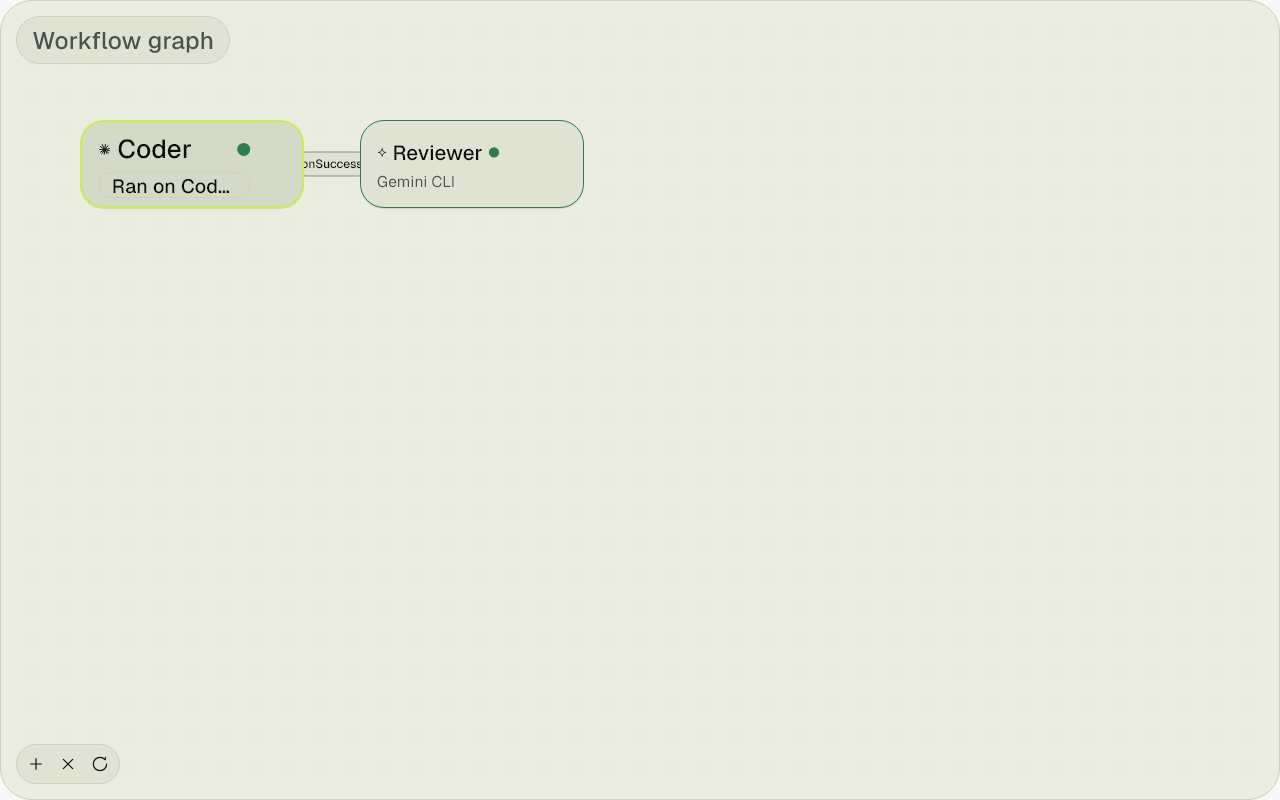 Workflow graph
Coder
Ran on Cod…
onSuccess
Reviewer
Gemini CLI